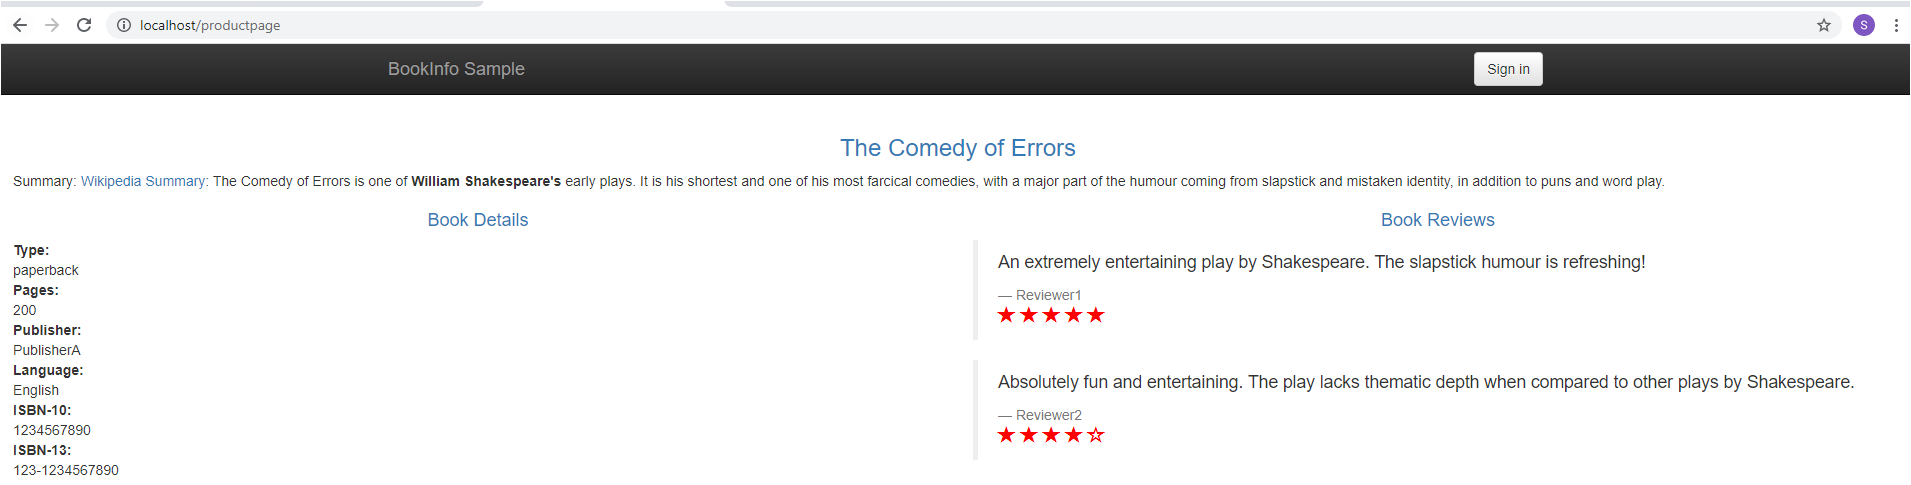 localhost/productpage
S
BookInfo Sample
Sign in
The Comedy of Errors
Summary: Wikipedia Summary: The Comedy of Errors is one of William Shakespeare's early plays. It is his shortest and one of his most farcical comedies, with a major part of the humour coming from slapstick and mistaken identity, in addition to puns and word play.
Book Details
Type:
paperback
Pages:
200
Publisher:
PublisherA
Language:
English
ISBN-10:
1234567890
ISBN-13:
123-1234567890
Book Reviews
An extremely entertaining play by Shakespeare. The slapstick humour is refreshing!
— Reviewer1
Absolutely fun and entertaining. The play lacks thematic depth when compared to other plays by Shakespeare.
— Reviewer2